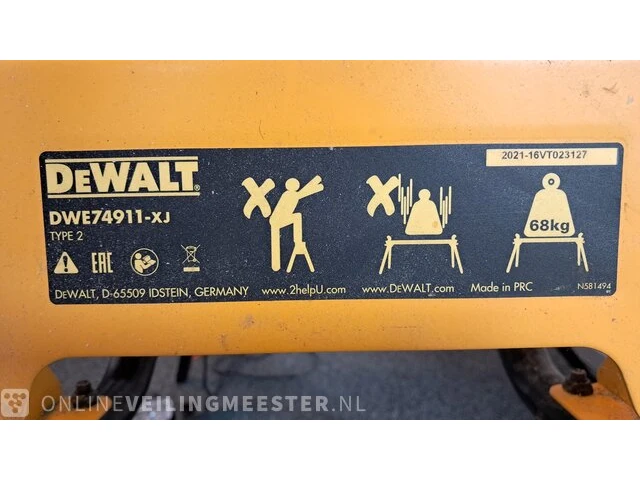 2021-16VT023127
DEWALT®
DWE74911-XJ
TYPE 2
68kg
EAC
DEWALT, D-65509 IDSTEIN, GERMANY www.2helpU.com www.DEWALT.com Made in PRC N581494
ONLINEVEILINGMEESTER.NL